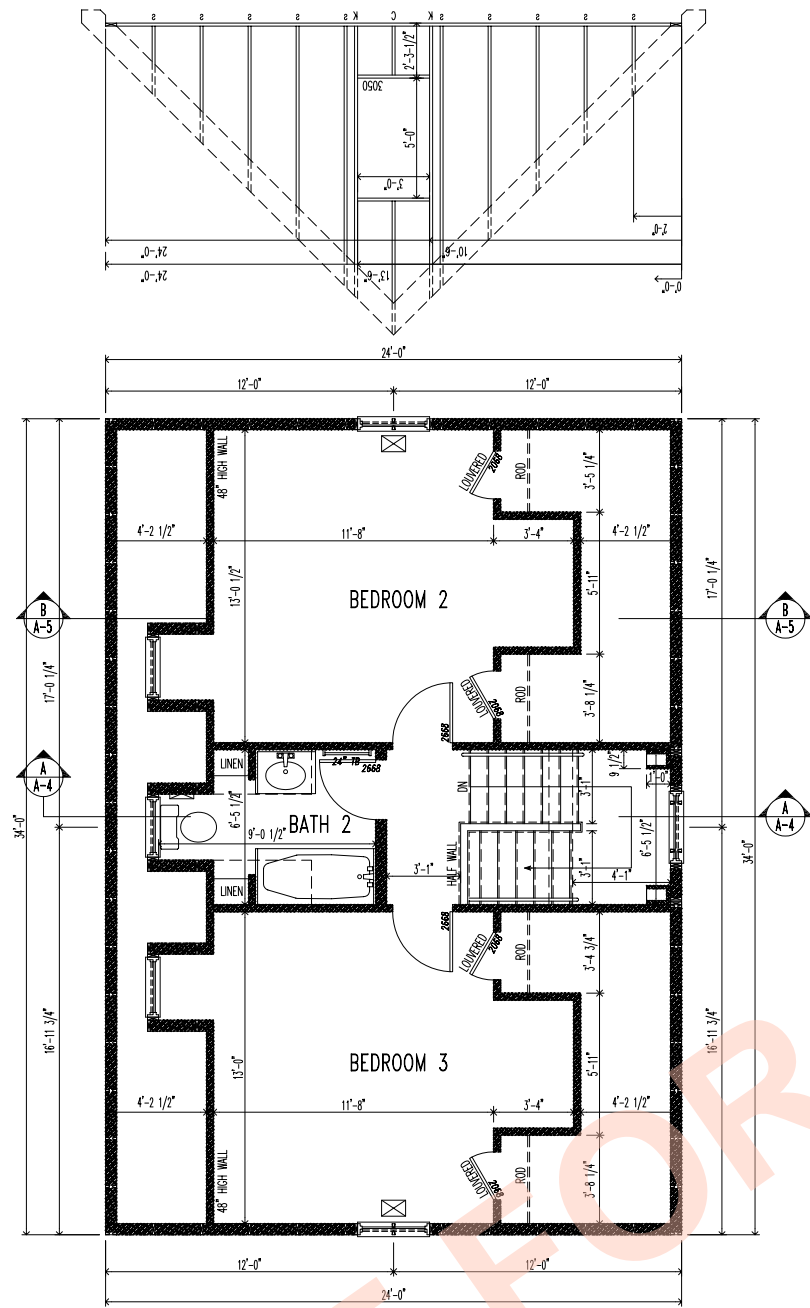 S S S S S K C K S S S S S
2'-3-1/2"
3050
5'-0"
3'-0"
2'-0"
24'-0" 10'-6"
24'-0" 13'-6" 0'-0"
24'-0"
12'-0" 12'-0"
48" HIGH WALL
LOUVERED
2068
ROD
3'-5 1/4"
4'-2 1/2" 11'-8" 3'-4" 4'-2 1/2"
13'-0 1/2"
BEDROOM 2
5'-11"
17'-0 1/4"
B
A-5
B
A-5
17'-0 1/4"
LOUVERED
2068
ROD
3'-8 1/4"
2668
LINEN
24" TB
2668
DN
3'-1"
9 1/2"
1'-0"
A
A-4
6'-5 1/2"
BATH 2
9'-0 1/2"
6'-5 1/2"
A
A-4
34'-0"
34'-0"
LINEN
3'-1"
HALF WALL
3'-1"
4'-1"
2668
LOUVERED
2068
ROD
3'-4 3/4"
16'-11 3/4"
16'-11 3/4"
13'-0"
BEDROOM 3
5'-11"
4'-2 1/2" 11'-8" 3'-4" 4'-2 1/2"
48" HIGH WALL
LOUVERED
2068
ROD
3'-8 1/4"
12'-0" 12'-0"
24'-0"
FOR